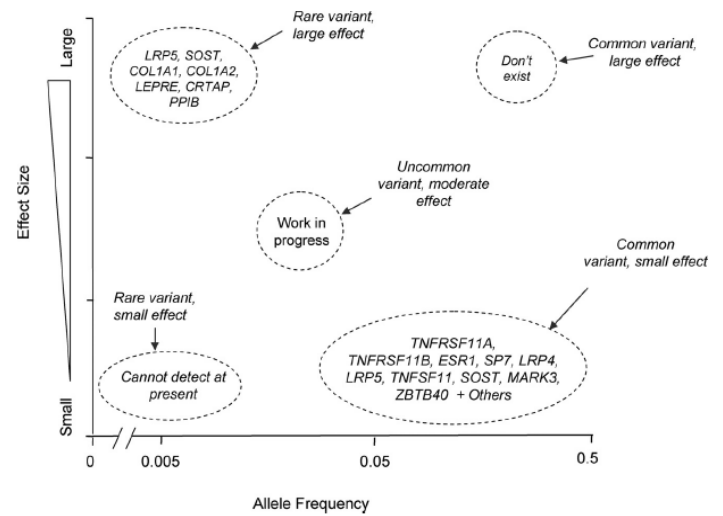 Rare variant,
large effect
LRP5, SOST,
COL1A1, COL1A2,
LEPRE, CRTAP,
PPIB
Common variant,
large effect
Don't
exist
Large
Effect Size
Small
Uncommon
variant, moderate
effect
Work in
progress
Common
variant, small effect
Rare variant,
small effect
TNFRSF11A,
TNFRSF11B, ESR1, SP7, LRP4,
LRP5, TNFSF11, SOST, MARK3,
ZBTB40 + Others
Cannot detect at
present
0
0.005
0.05
0.5
Allele Frequency